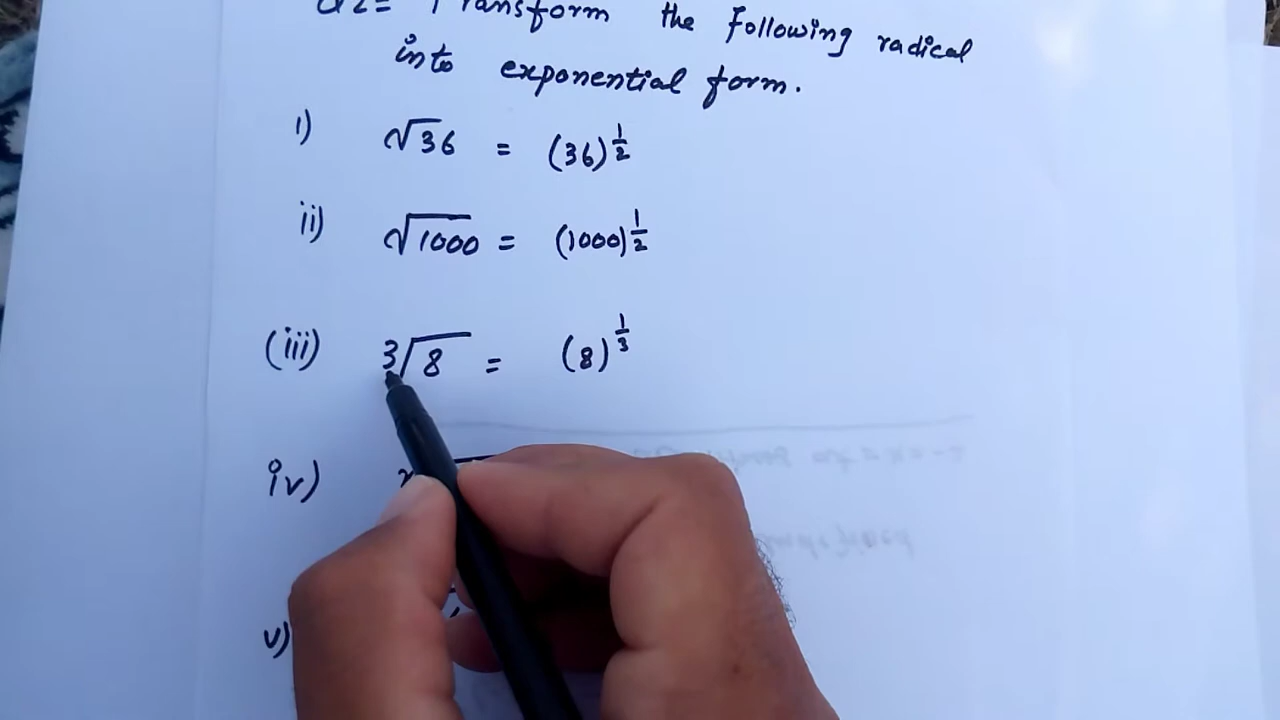 Q2= Transform the following radical
into exponential form.
i) √36 = (36)^{1/2}
ii) √1000 = (1000)^{1/2}
(iii) 3√8 = (8)^{1/3}
iv)
v)